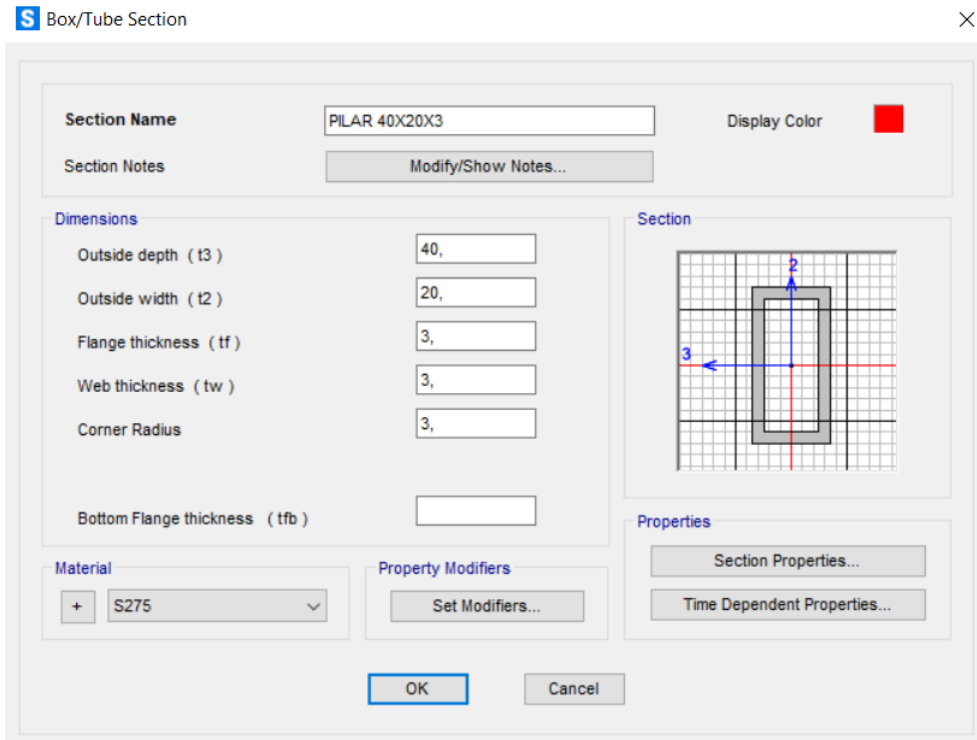 S Box/Tube Section
Section Name PILAR 40X20X3 Display Color
Section Notes Modify/Show Notes...
Dimensions
Outside depth ( t3 ) 40,
Outside width ( t2 ) 20,
Flange thickness ( tf ) 3,
Web thickness ( tw ) 3,
Corner Radius 3,
Bottom Flange thickness ( tfb )
Section
2
3
Properties
Section Properties...
Time Dependent Properties...
Material
+ S275
Property Modifiers
Set Modifiers...
OK Cancel